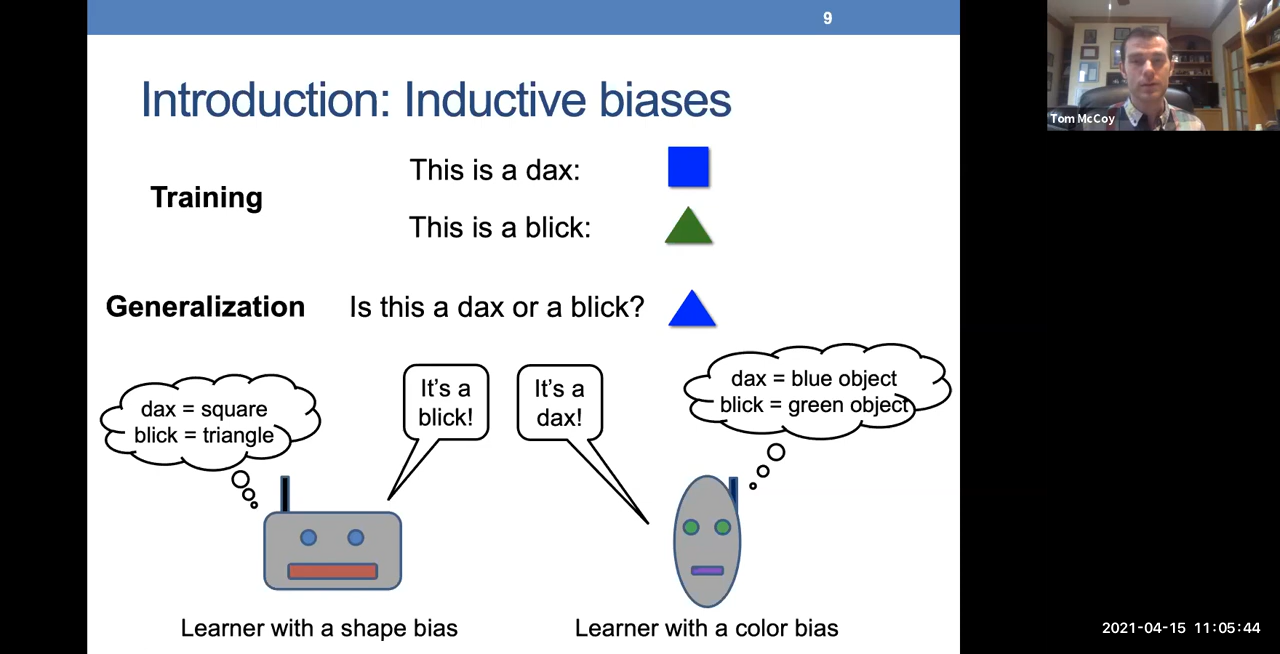 9
Tom McCoy
Introduction: Inductive biases
Training
This is a dax:
This is a blick:
Generalization
Is this a dax or a blick?
dax = square
blick = triangle
It's a
blick!
It's a
dax!
dax = blue object
blick = green object
Learner with a shape bias
Learner with a color bias
2021-04-15 11:05:44